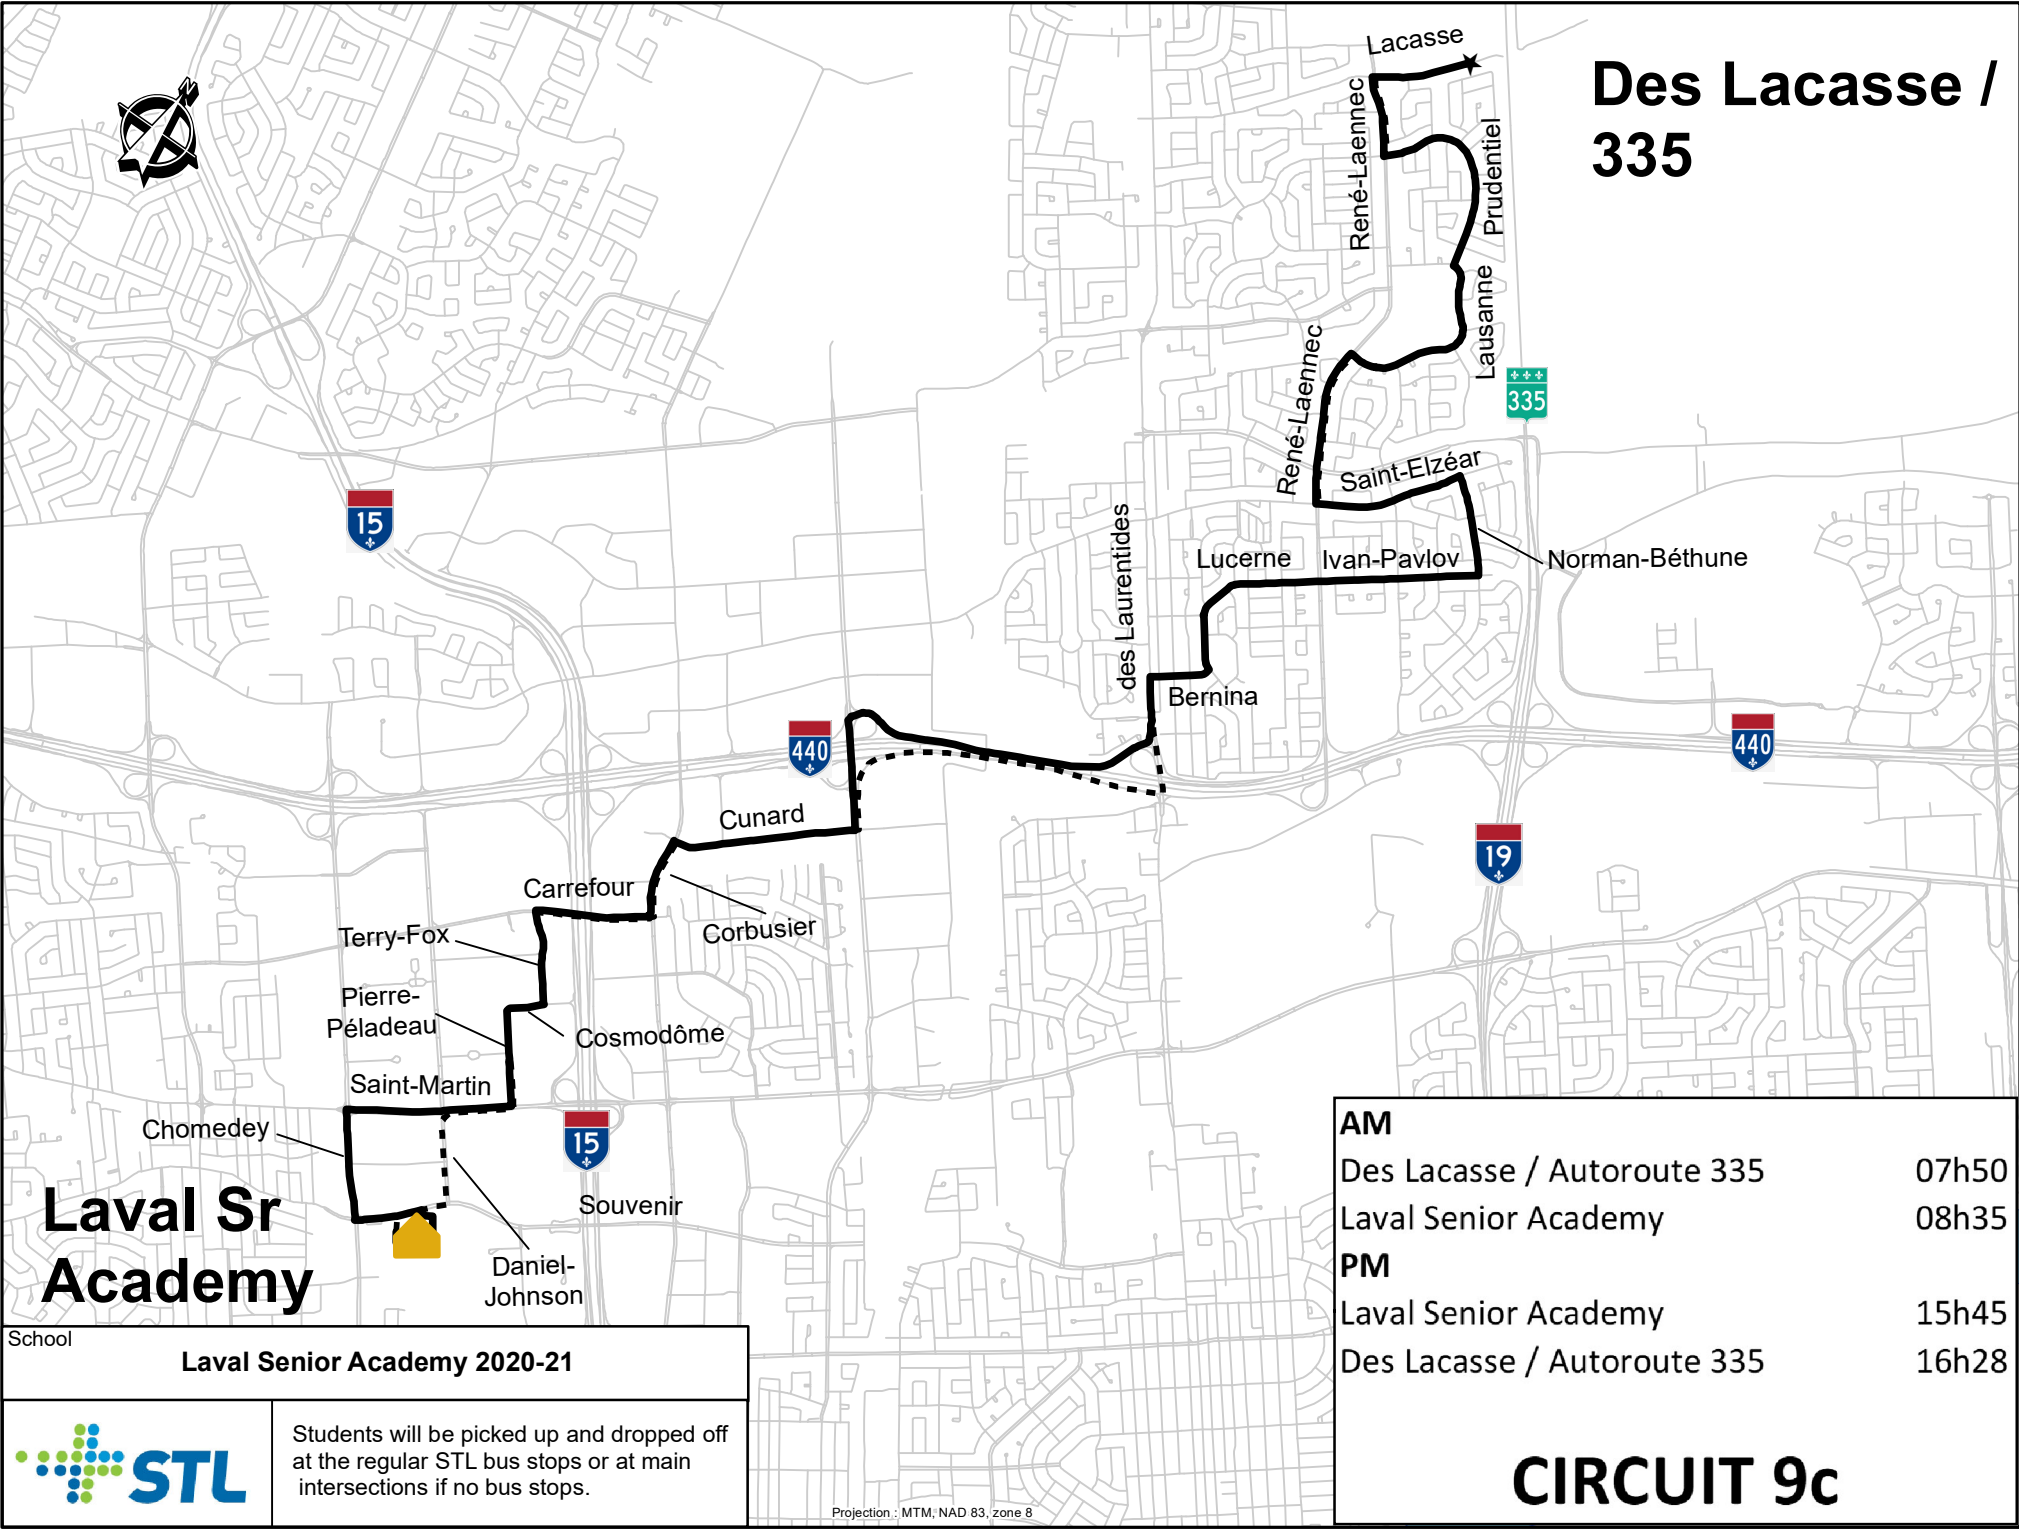 Lacasse
Des Lacasse /
335
N
René-Laennec
Prudentiel
Lausanne
René-Laennec
335
Saint-Elzéar
15
des Laurentides
Lucerne
Ivan-Pavlov
Norman-Béthune
Bernina
440
440
Cunard
19
Carrefour
Corbusier
Terry-Fox
Pierre-
Péladeau
Cosmodôme
Saint-Martin
Chomedey
15
Souvenir
Laval Sr
Academy
Daniel-
Johnson
AM
Des Lacasse / Autoroute 335 07h50
Laval Senior Academy 08h35
PM
Laval Senior Academy 15h45
Des Lacasse / Autoroute 335 16h28
CIRCUIT 9c
School
Laval Senior Academy 2020-21
STL
Students will be picked up and dropped off
at the regular STL bus stops or at main
intersections if no bus stops.
Projection : MTM, NAD 83, zone 8